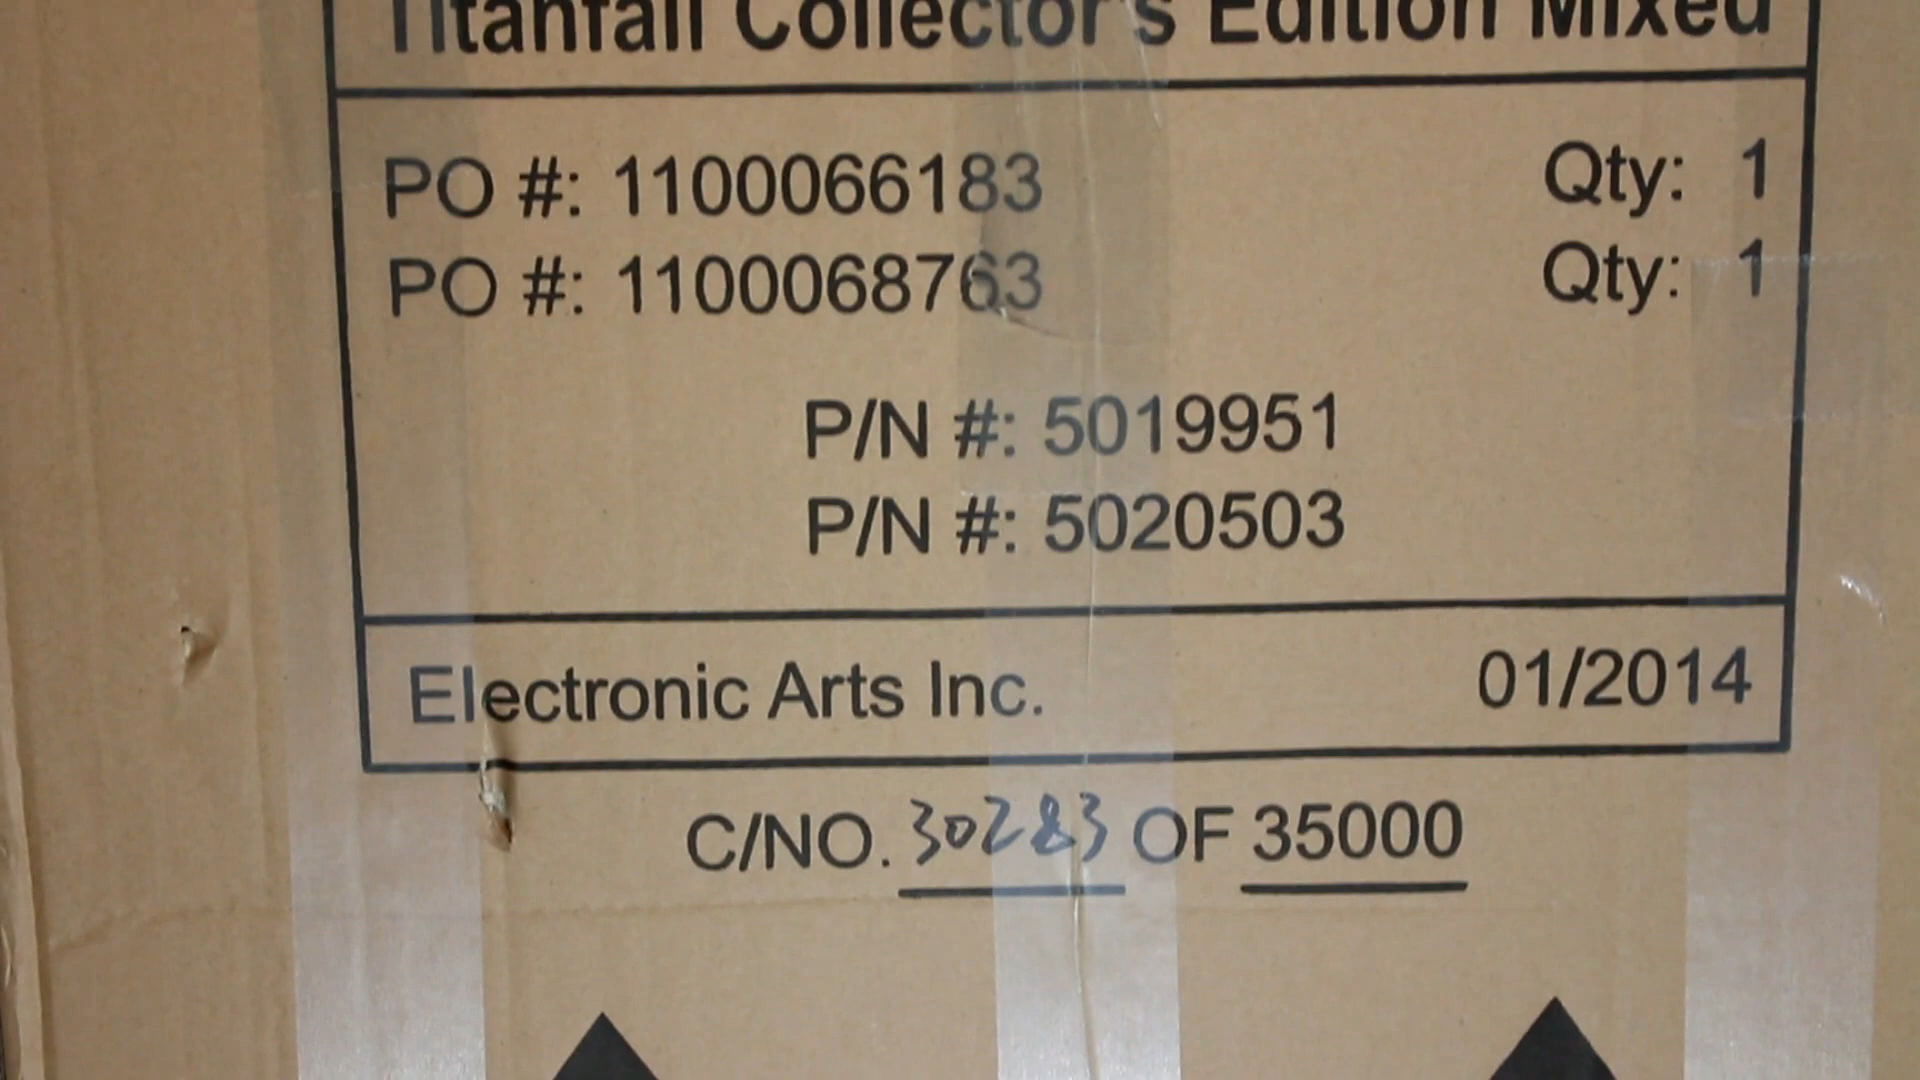 Titanfall Collector's Edition Mixed
PO #: 1100066183 Qty: 1
PO #: 1100068763 Qty: 1
P/N #: 5019951
P/N #: 5020503
Electronic Arts Inc. 01/2014
C/NO. 30283 OF 35000